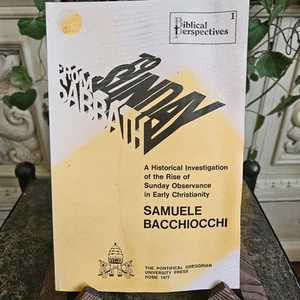 1
Biblical
Perspectives
FROM SABBATH
TO SUNDAY
A Historical Investigation
of the Rise of
Sunday Observance
in Early Christianity
SAMUELE
BACCHIOCCHI
THE PONTIFICAL GREGORIAN
UNIVERSITY PRESS
ROME 1977